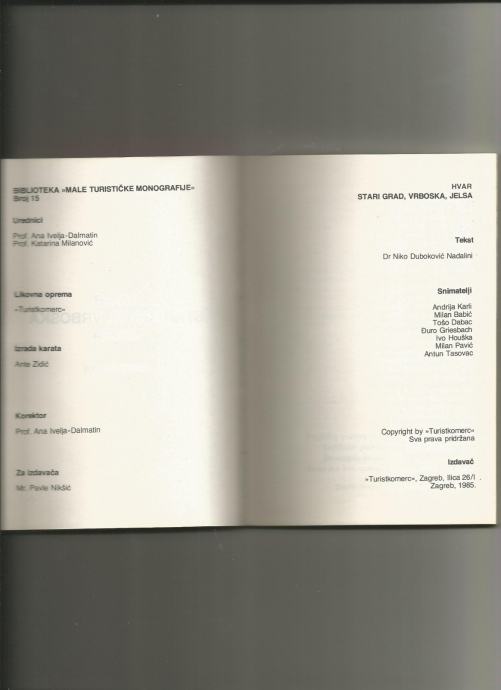 BIBLIOTEKA »MALE TURISTIČKE MONOGRAFIJE«
Broj 15
Urednici
Prof. Ana Ivelja-Dalmatin
Prof. Katarina Milanović
Likovna oprema
»Turistkomerc«
Izrada karata
Ante Zidić
Korektor
Prof. Ana Ivelja-Dalmatin
Za izdavača
Mr. Pavle Nikšić
HVAR
STARI GRAD, VRBOSKA, JELSA
Tekst
Dr Niko Duboković Nadalini
Snimatelji
Andrija Karli
Milan Babić
Tošo Dabac
Đuro Griesbach
Ivo Houška
Milan Pavić
Antun Tasovac
Copyright by »Turistkomerc«
Sva prava pridržana
Izdavač
»Turistkomerc«, Zagreb, Ilica 26/I
Zagreb, 1985.